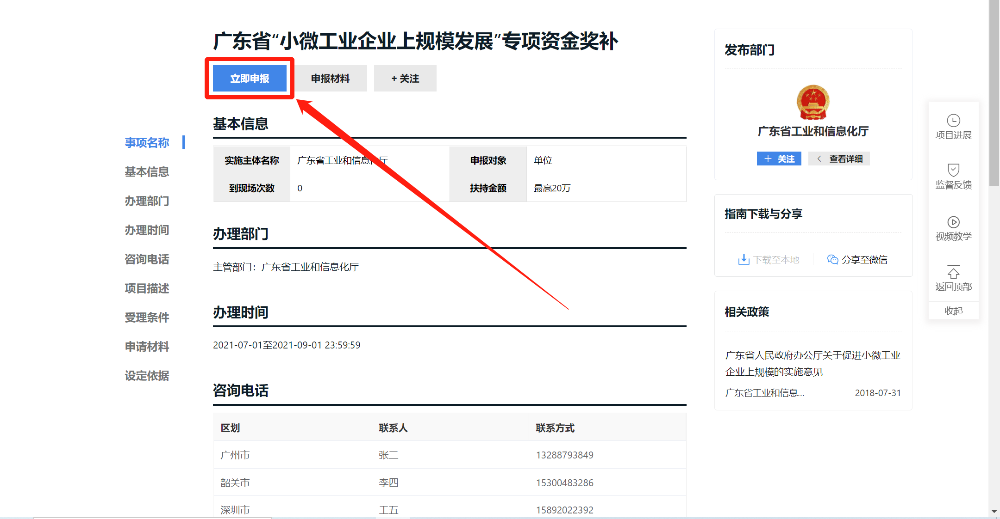 广东省“小微工业企业上规模发展”专项资金奖补
立即申报
申报材料
+ 关注
事项名称
基本信息
办理部门
办理时间
咨询电话
项目描述
受理条件
申请材料
设定依据
基本信息
实施主体名称 广东省工业和信息化厅 申报对象 单位
到现场次数 0 扶持金额 最高20万
办理部门
主管部门：广东省工业和信息化厅
办理时间
2021-07-01至2021-09-01 23:59:59
咨询电话
区划 联系人 联系方式
广州市 张三 13288793849
韶关市 李四 15300483286
深圳市 王五 15892022392
发布部门
广东省工业和信息化厅
关注
查看详细
指南下载与分享
下载至本地
分享至微信
相关政策
广东省人民政府办公厅关于促进小微工业
企业上规模的实施意见
广东省工业和信息... 2018-07-31
项目进展
监督反馈
视频教学
返回顶部
收起